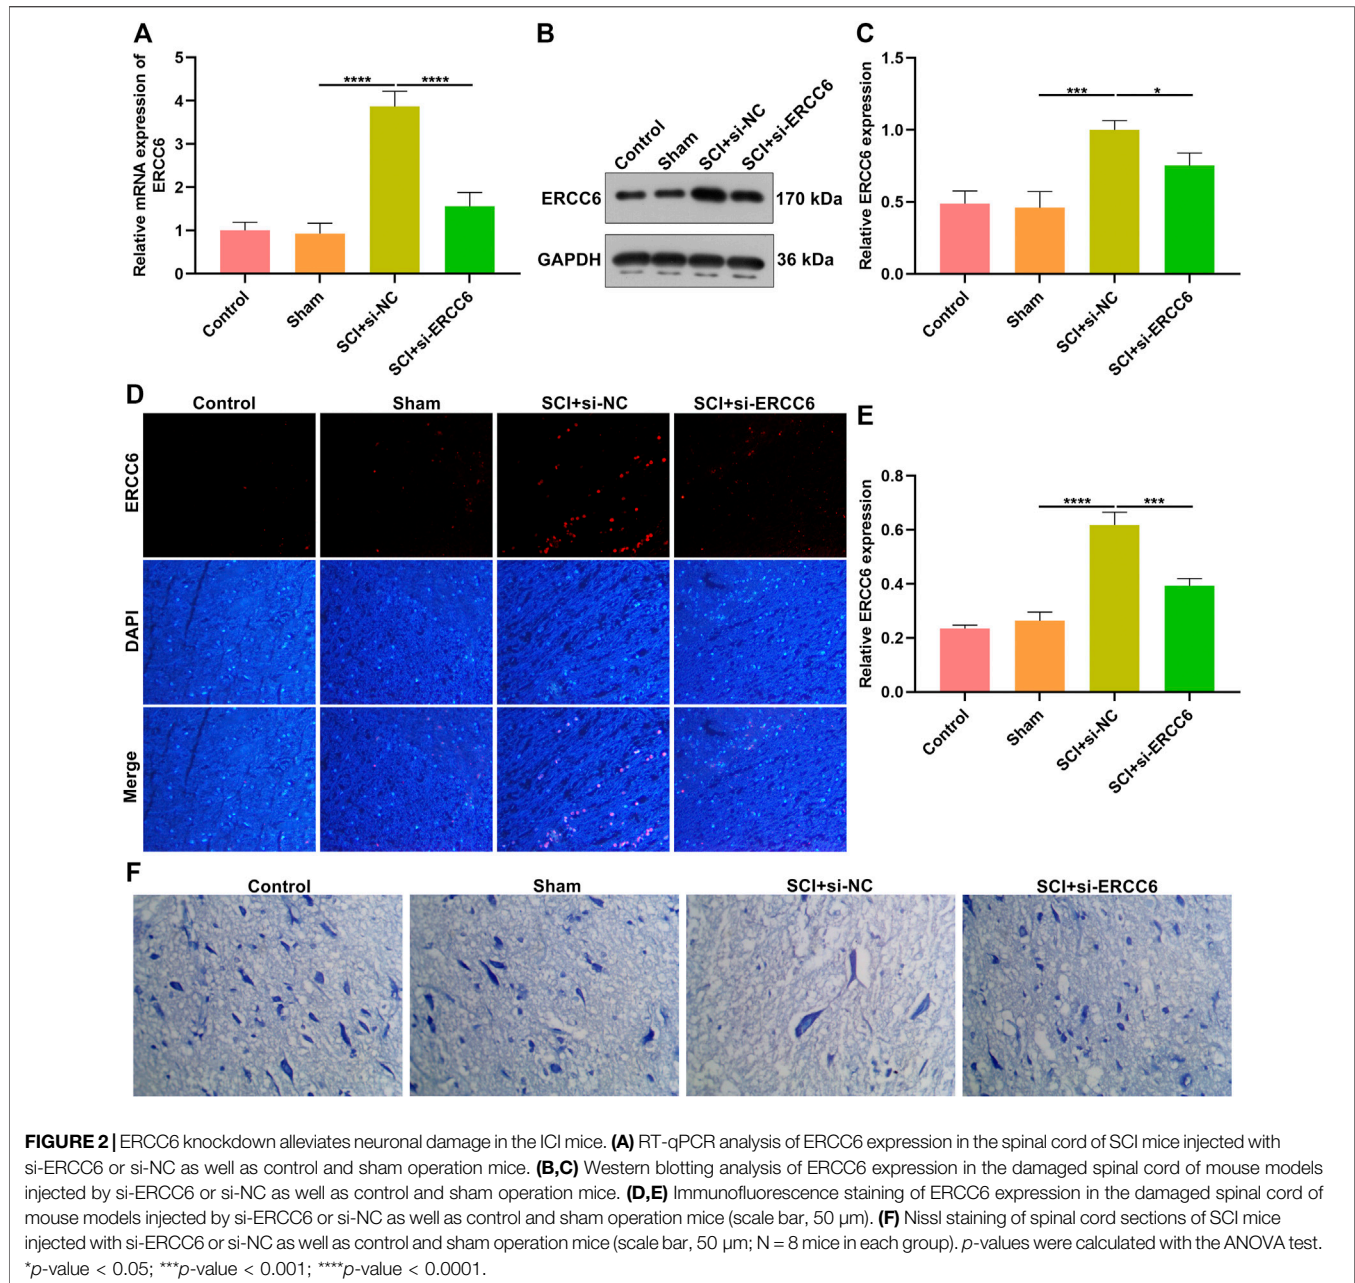 A
Relative mRNA expression of
ERCC6
5
4
3
2
1
0
****
****
Control
Sham
SCI+si-NC
SCI+si-ERCC6
B
Control
Sham
SCI+si-NC
SCI+si-ERCC6
ERCC6
170 kDa
GAPDH
36 kDa
C
Relative ERCC6 expression
1.5
1.0
0.5
0.0
***
*
Control
Sham
SCI+si-NC
SCI+si-ERCC6
D
Control
Sham
SCI+si-NC
SCI+si-ERCC6
ERCC6
DAPI
Merge
E
Relative ERCC6 expression
0.8
0.6
0.4
0.2
0.0
****
***
Control
Sham
SCI+si-NC
SCI+si-ERCC6
F
Control
Sham
SCI+si-NC
SCI+si-ERCC6
FIGURE 2 | ERCC6 knockdown alleviates neuronal damage in the ICI mice. (A) RT-qPCR analysis of ERCC6 expression in the spinal cord of SCI mice injected with
si-ERCC6 or si-NC as well as control and sham operation mice. (B,C) Western blotting analysis of ERCC6 expression in the damaged spinal cord of mouse models
injected by si-ERCC6 or si-NC as well as control and sham operation mice. (D,E) Immunofluorescence staining of ERCC6 expression in the damaged spinal cord of
mouse models injected by si-ERCC6 or si-NC as well as control and sham operation mice (scale bar, 50 μm). (F) Nissl staining of spinal cord sections of SCI mice
injected with si-ERCC6 or si-NC as well as control and sham operation mice (scale bar, 50 μm; N = 8 mice in each group). p-values were calculated with the ANOVA test.
*p-value < 0.05; ***p-value < 0.001; ****p-value < 0.0001.